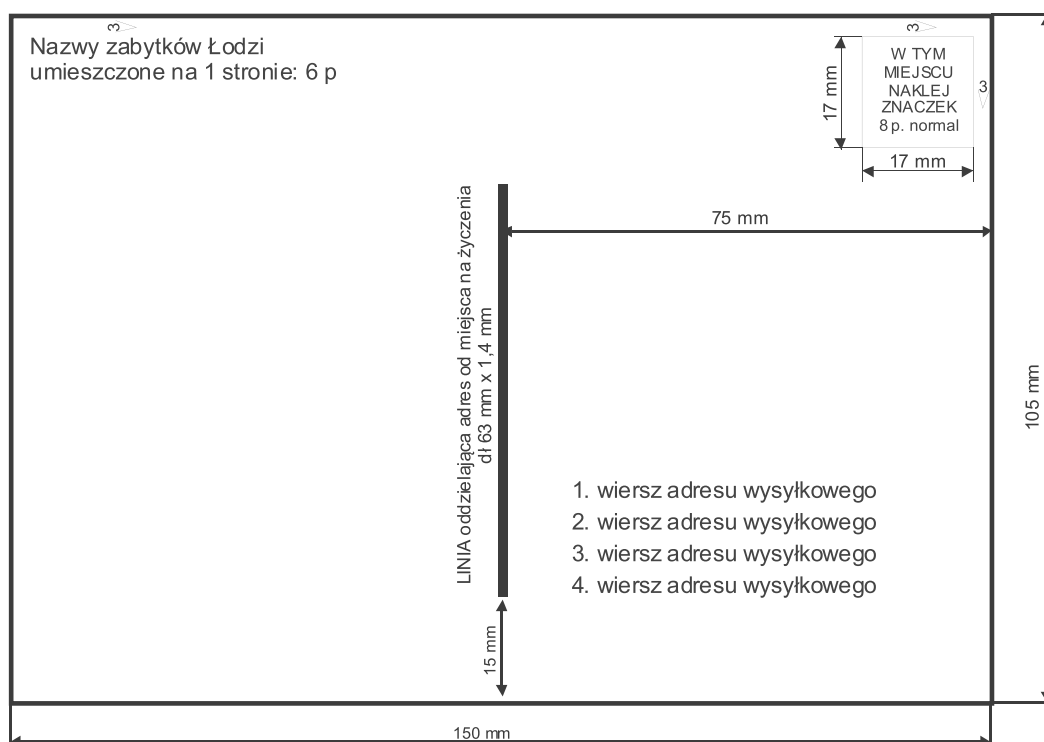 3
Nazwy zabytków Łodzi
umieszczone na 1 stronie: 6 p
3
W TYM
MIEJSCU
NAKLEJ
ZNACZEK
8 p. normal
3
17 mm
17 mm
75 mm
LINIA oddzielająca adres od miejsca na życzenia
dł 63 mm x 1,4 mm
105 mm
1. wiersz adresu wysyłkowego
2. wiersz adresu wysyłkowego
3. wiersz adresu wysyłkowego
4. wiersz adresu wysyłkowego
15 mm
150 mm